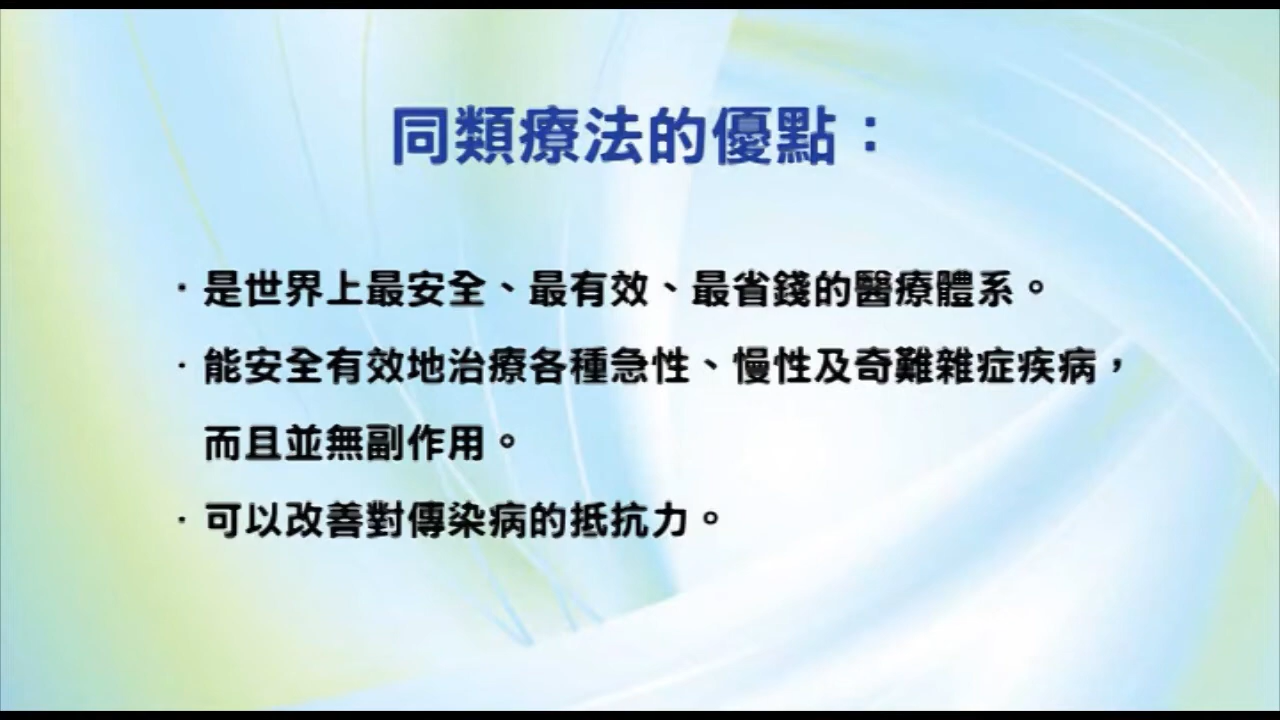 同類療法的優點：
·是世界上最安全、最有效、最省錢的醫療體系。
·能安全有效地治療各種急性、慢性及奇難雜症疾病，
而且並無副作用。
·可以改善對傳染病的抵抗力。